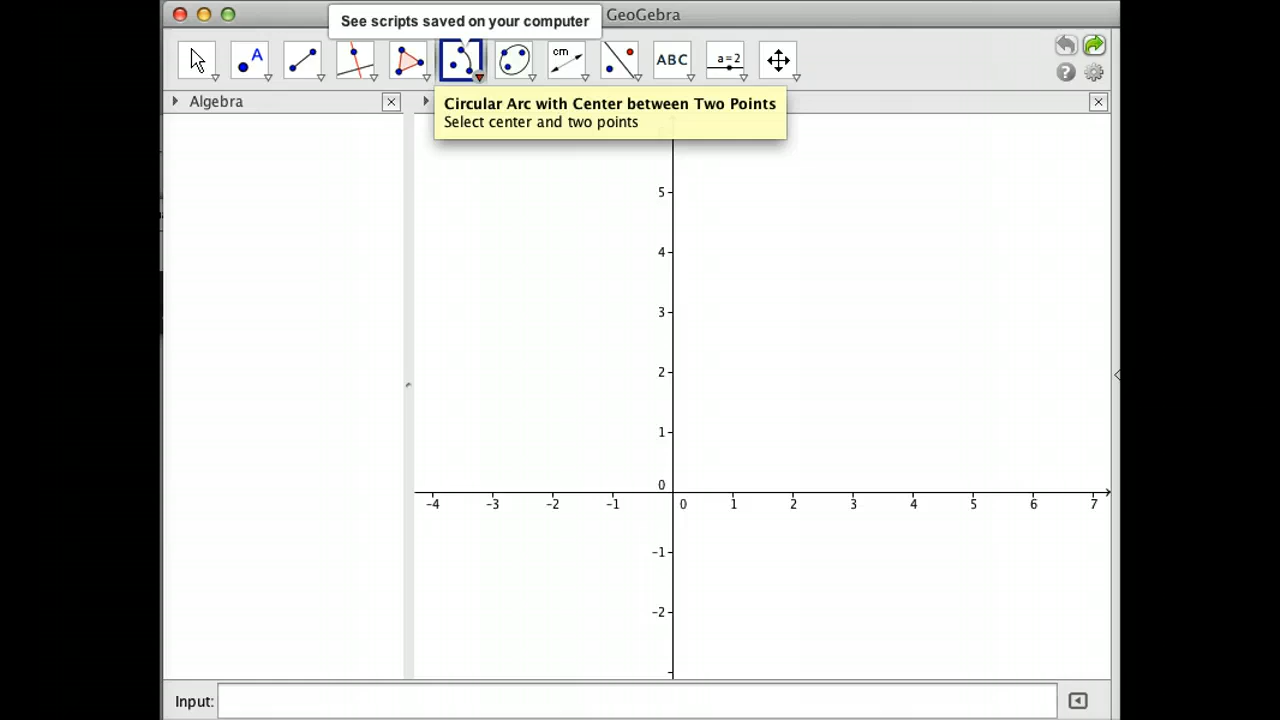 See scripts saved on your computer
GeoGebra
A
cm
ABC
a=2
?
Algebra
Circular Arc with Center between Two Points
Select center and two points
5
4
3
2
1
0
-4 -3 -2 -1 0 1 2 3 4 5 6 7
-1
-2
Input: